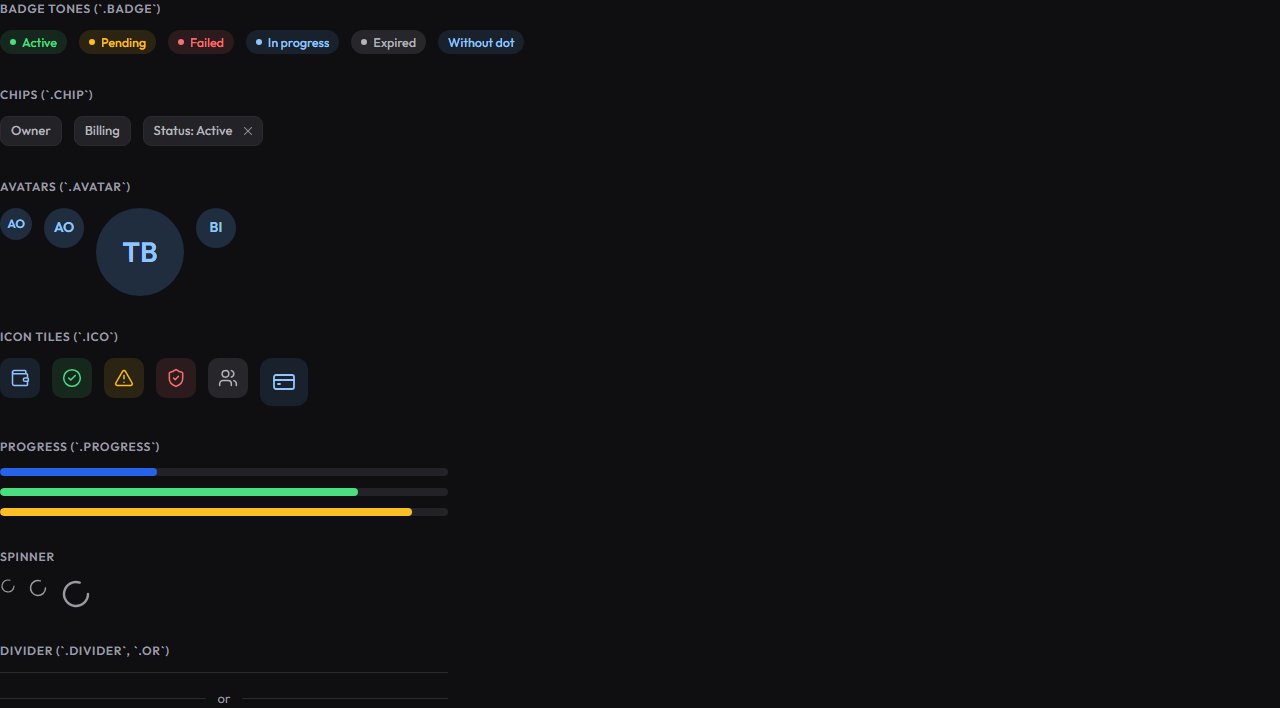 BADGE TONES (`.BADGE`)
Active Pending Failed In progress Expired Without dot
CHIPS (`.CHIP`)
Owner Billing Status: Active
AVATARS (`.AVATAR`)
AO AO TB BI
ICON TILES (`.ICO`)
PROGRESS (`.PROGRESS`)
SPINNER
DIVIDER (`.DIVIDER`, `.OR`)
or